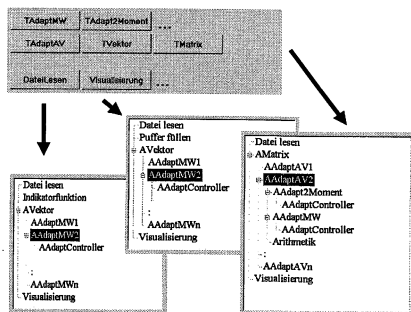 TAdaptMW TAdapt2Moment ...
TAdaptAV TVektor TMatrix
DateiLesen Visualisierung ...
Datei lesen
Indikatorfunktion
AVektor
AAdaptMW1
AAdaptMW2
AAdaptController
:
AAdaptMWn
Visualisierung
Datei lesen
Puffer füllen
AVektor
AAdaptMW1
AAdaptMW2
AAdaptController
:
AAdaptMWn
Visualisierung
Datei lesen
AMatrix
AAdaptAV1
AAdaptAV2
AAdapt2Moment
AAdaptController
AAdaptMW
AAdaptController
Arithmetik
:
AAdaptAVn
Visualisierung